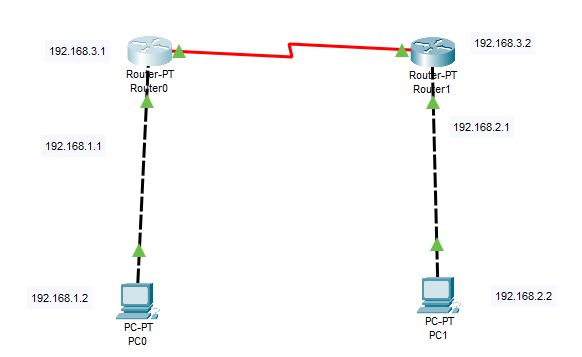 192.168.3.1
192.168.3.2
Router-PT
Router0
Router-PT
Router1
192.168.2.1
192.168.1.1
192.168.1.2
192.168.2.2
PC-PT
PC0
PC-PT
PC1